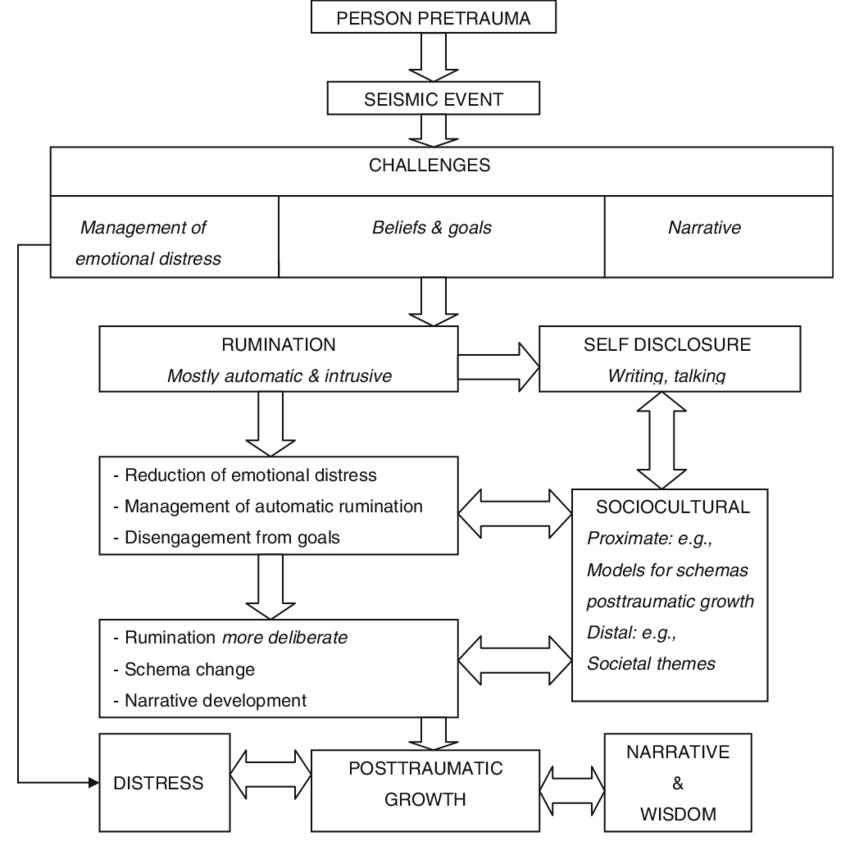 PERSON PRETRAUMA
SEISMIC EVENT
CHALLENGES
Management of
emotional distress
Beliefs & goals
Narrative
RUMINATION
Mostly automatic & intrusive
SELF DISCLOSURE
Writing, talking
- Reduction of emotional distress
- Management of automatic rumination
- Disengagement from goals
SOCIOCULTURAL
Proximate: e.g.,
Models for schemas
posttraumatic growth
Distal: e.g.,
Societal themes
- Rumination more deliberate
- Schema change
- Narrative development
DISTRESS
POSTTRAUMATIC
GROWTH
NARRATIVE
&
WISDOM